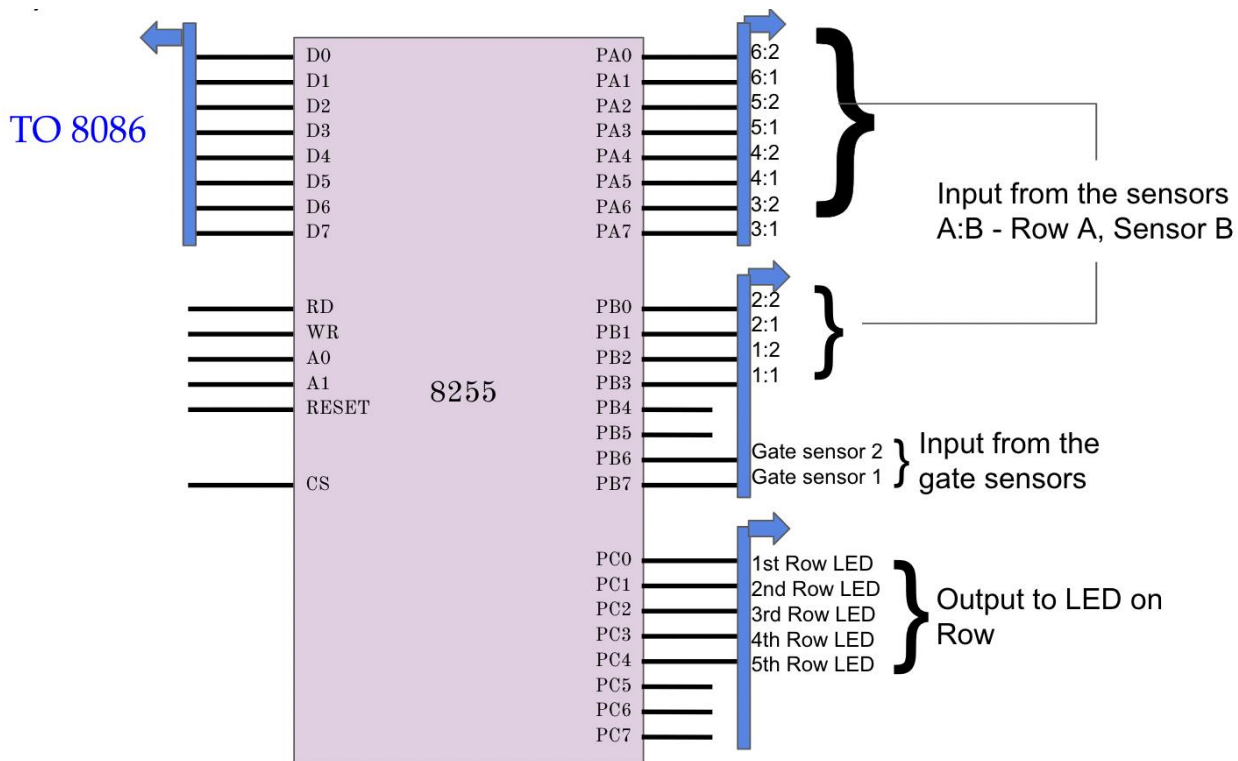 TO 8086
D0
D1
D2
D3
D4
D5
D6
D7
RD
WR
A0
A1
RESET
CS
8255
PA0
PA1
PA2
PA3
PA4
PA5
PA6
PA7
PB0
PB1
PB2
PB3
PB4
PB5
PB6
PB7
PC0
PC1
PC2
PC3
PC4
PC5
PC6
PC7
6:2
6:1
5:2
5:1
4:2
4:1
3:2
3:1
Input from the sensors
A:B - Row A, Sensor B
2:2
2:1
1:2
1:1
Gate sensor 2
Gate sensor 1
Input from the
gate sensors
1st Row LED
2nd Row LED
3rd Row LED
4th Row LED
5th Row LED
Output to LED on
Row